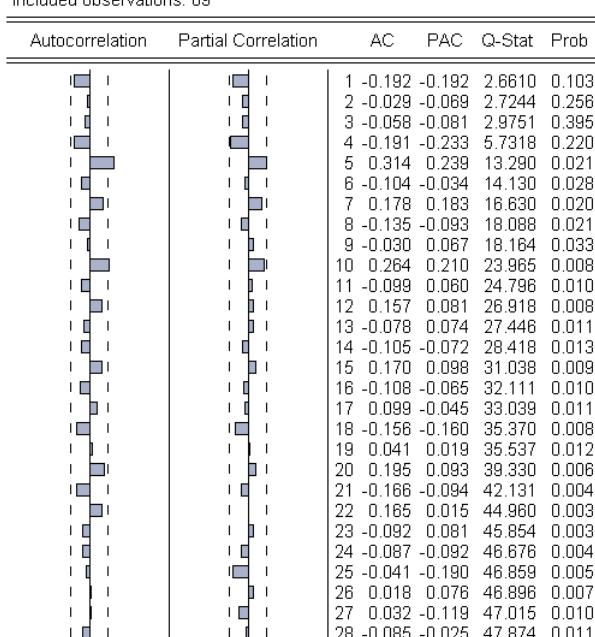 Included observations: 69
Autocorrelation Partial Correlation AC PAC Q-Stat Prob
1 -0.192 -0.192 2.6610 0.103
2 -0.029 -0.069 2.7244 0.256
3 -0.058 -0.081 2.9751 0.395
4 -0.191 -0.233 5.7318 0.220
5 0.314 0.239 13.290 0.021
6 -0.104 -0.034 14.130 0.028
7 0.178 0.183 16.630 0.020
8 -0.135 -0.093 18.088 0.021
9 -0.030 0.067 18.164 0.033
10 0.264 0.210 23.965 0.008
11 -0.099 0.060 24.796 0.010
12 0.157 0.081 26.918 0.008
13 -0.078 0.074 27.446 0.011
14 -0.105 -0.072 28.418 0.013
15 0.170 0.098 31.038 0.009
16 -0.108 -0.065 32.111 0.010
17 0.099 -0.045 33.039 0.011
18 -0.156 -0.160 35.370 0.008
19 0.041 0.019 35.537 0.012
20 0.195 0.093 39.330 0.006
21 -0.166 -0.094 42.131 0.004
22 0.165 0.015 44.960 0.003
23 -0.092 0.081 45.854 0.003
24 -0.087 -0.092 46.676 0.004
25 -0.041 -0.190 46.859 0.005
26 0.018 0.076 46.896 0.007
27 0.032 -0.119 47.015 0.010
28 -0.085 -0.025 47.874 0.011